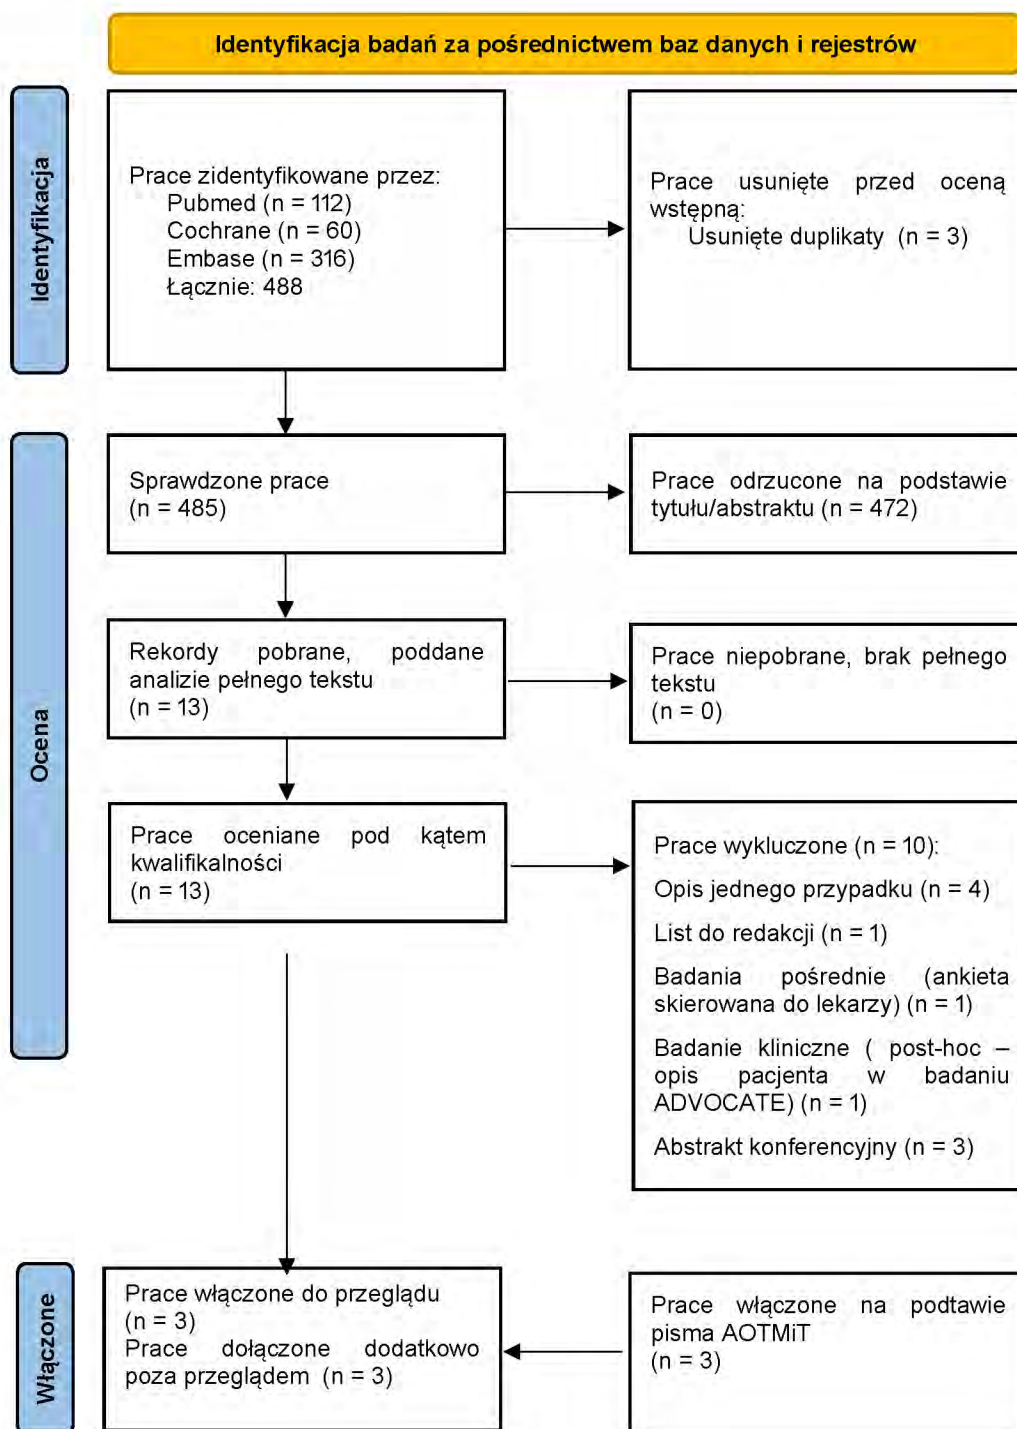 Identyfikacja badań za pośrednictwem baz danych i rejestrów
Identyfikacja
Prace zidentyfikowane przez:
Pubmed (n = 112)
Cochrane (n = 60)
Embase (n = 316)
Łącznie: 488
Prace usunięte przed oceną
wstępną:
Usunięte duplikaty (n = 3)
Ocena
Sprawdzone prace
(n = 485)
Prace odrzucone na podstawie
tytułu/abstraktu (n = 472)
Rekordy pobrane, poddane
analizie pełnego tekstu
(n = 13)
Prace niepobrane, brak pełnego
tekstu
(n = 0)
Prace oceniane pod kątem
kwalifikalności
(n = 13)
Prace wykluczone (n = 10):
Opis jednego przypadku (n = 4)
List do redakcji (n = 1)
Badania pośrednie (ankieta
skierowana do lekarzy) (n = 1)
Badanie kliniczne ( post-hoc –
opis pacjenta w badaniu
ADVOCATE) (n = 1)
Abstrakt konferencyjny (n = 3)
Włączone
Prace włączone do przeglądu
(n = 3)
Prace dołączone dodatkowo
poza przeglądem (n = 3)
Prace włączone na podtawie
pisma AOTMiT
(n = 3)